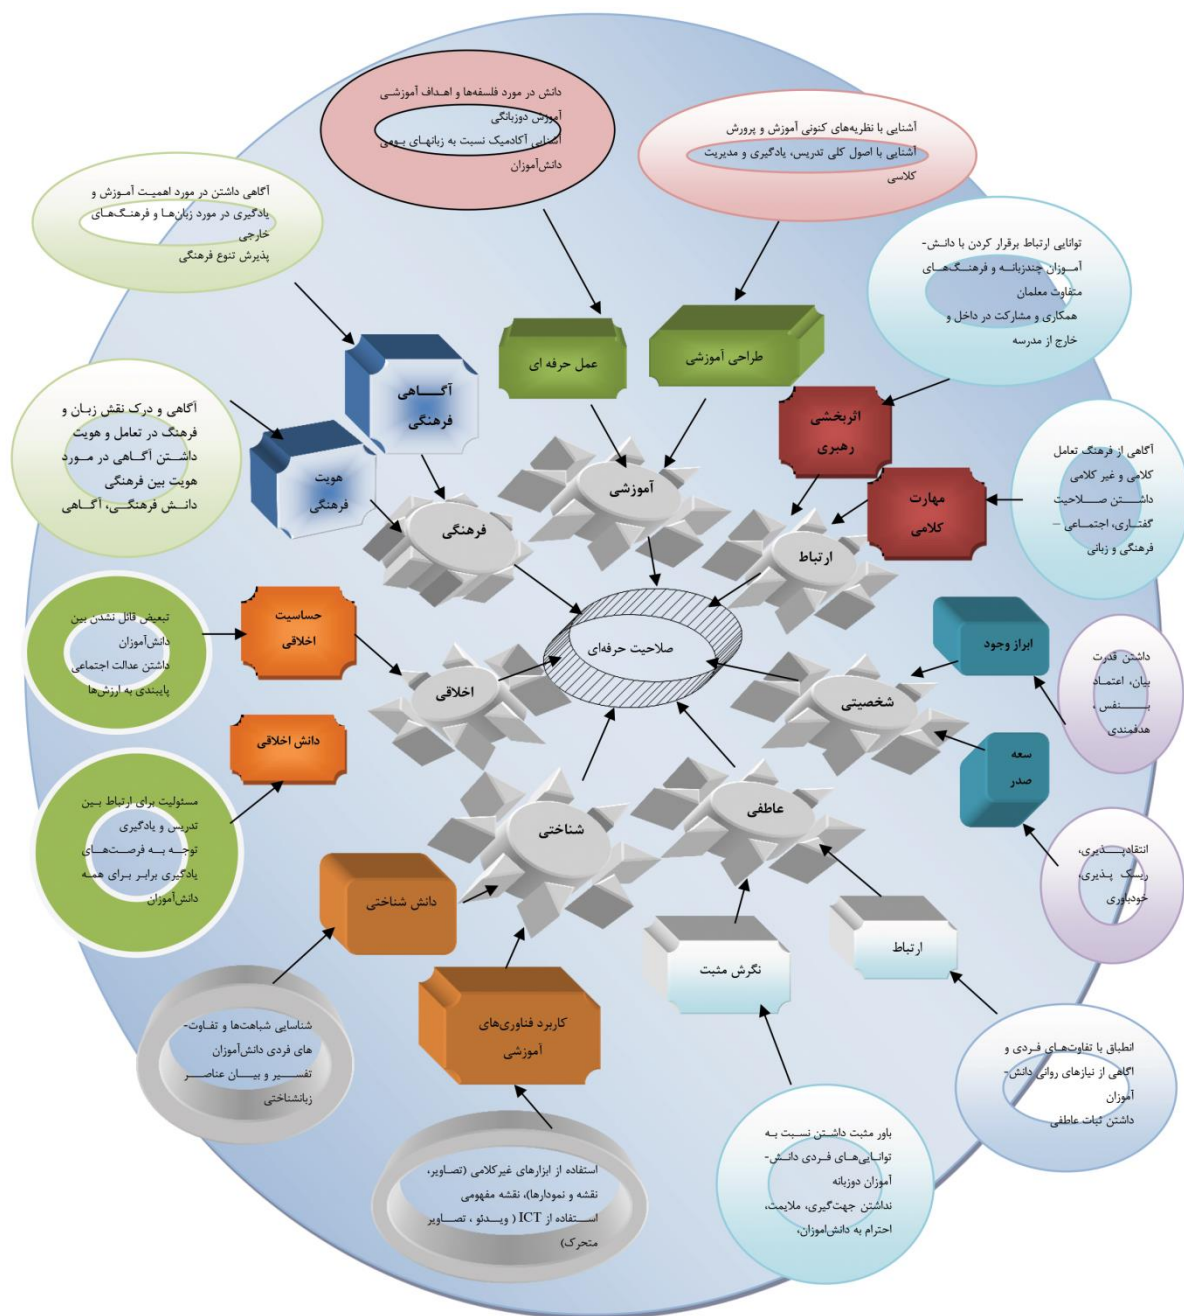 دانش در مورد فلسفه‌ها و اهداف آموزشی
آموزش دوزبانگی
آشنایی آکادمیک نسبت به زبانهای بومی
دانش‌آموزان
آشنایی با نظریه‌های کنونی آموزش و پرورش
آشنایی با اصول کلی تدریس، یادگیری و مدیریت
کلاسی
آگاهی داشتن در مورد اهمیت آموزش و
یادگیری در مورد زبان‌ها و فرهنگ‌های
خارجی
پذیرش تنوع فرهنگی
توانایی ارتباط برقرار کردن با دانش-
آموزان چندزبانه و فرهنگ‌های
متفاوت معلمان
همکاری و مشارکت در داخل و
خارج از مدرسه
طراحی آموزشی
عمل حرفه ای
آگاهی
فرهنگی
اثربخشی
رهبری
آگاهی و درک نقش زبان و
فرهنگ در تعامل و هویت
داشتن آگاهی در مورد
هویت بین فرهنگی
دانش فرهنگی، آگاهی
هویت
فرهنگی
آموزشی
مهارت
کلامی
آگاهی از فرهنگ تعامل
کلامی و غیر کلامی
داشتن صلاحیت
گفتاری، اجتماعی –
فرهنگی و زبانی
فرهنگی
ارتباط
تبعیض قائل نشدن بین
دانش‌آموزان
داشتن عدالت اجتماعی
پایبندی به ارزش‌ها
حساسیت
اخلاقی
صلاحیت حرفه‌ای
ابراز وجود
داشتن قدرت
بیان، اعتماد
بنفس ،
هدفمندی
اخلاقی
شخصیتی
دانش اخلاقی
سعه
صدر
مسئولیت برای ارتباط بین
تدریس و یادگیری
توجه به فرصت‌های
یادگیری برابر برای همه
دانش‌آموزان
شناختی
عاطفی
انتقادپذیری،
ریسک پذیری،
خودباوری
دانش شناختی
نگرش مثبت
ارتباط
شناسایی شباهت‌ها و تفاوت-
های فردی دانش‌آموزان
تفسیر و بیان عناصر
زبانشناختی
کاربرد فناوری‌های
آموزشی
انطباق با تفاوت‌های فردی و
اگاهی از نیازهای روانی دانش-
آموزان
داشتن ثبات عاطفی
استفاده از ابزارهای غیرکلامی (تصاویر،
نقشه و نمودارها)، نقشه مفهومی
استفاده از ICT ( ویدئو ، تصاویر
متحرک)
باور مثبت داشتن نسبت به
توانایی‌های فردی دانش-
آموزان دوزبانه
نداشتن جهت‌گیری، ملایمت،
احترام به دانش‌اموزان،